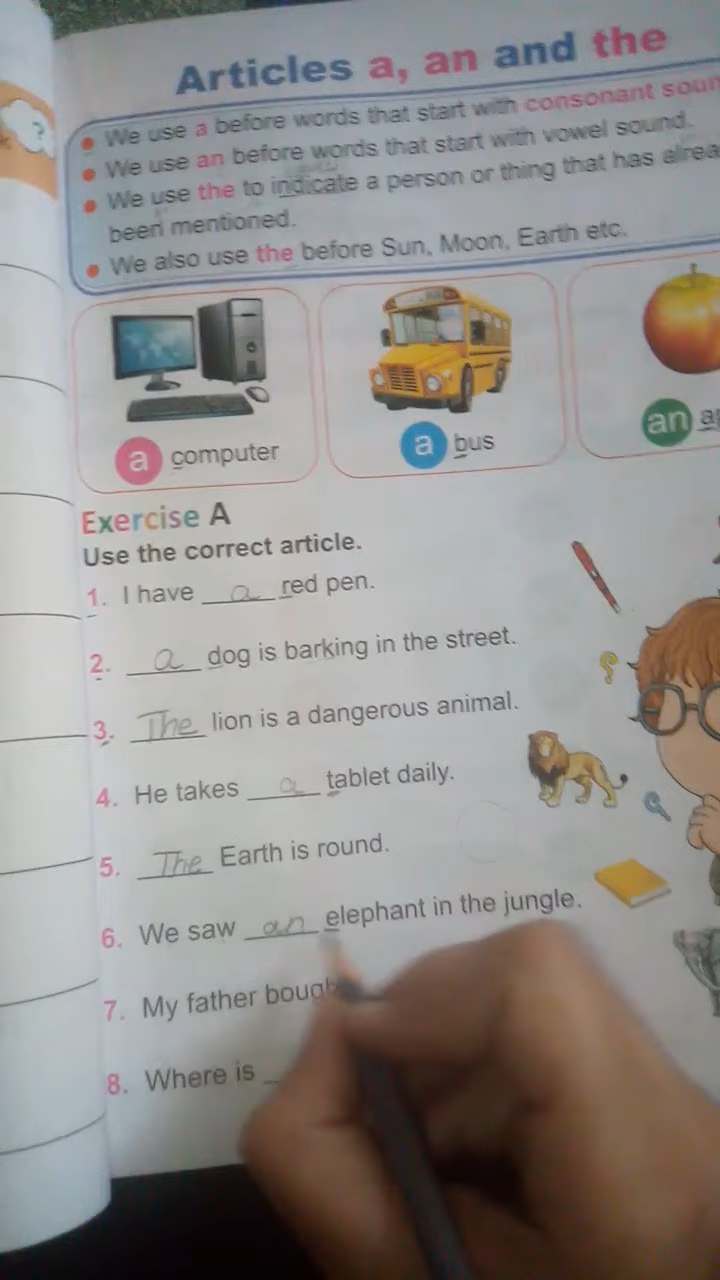 Articles a, an and the
We use a before words that start with consonant soun
We use an before words that start with vowel sound.
We use the to indicate a person or thing that has alrea
been mentioned.
We also use the before Sun, Moon, Earth etc.
a computer
a bus
an a
Exercise A
Use the correct article.
1. I have a red pen.
2. a dog is barking in the street.
3. The lion is a dangerous animal.
4. He takes a tablet daily.
5. The Earth is round.
6. We saw an elephant in the jungle.
7. My father bough
8. Where is